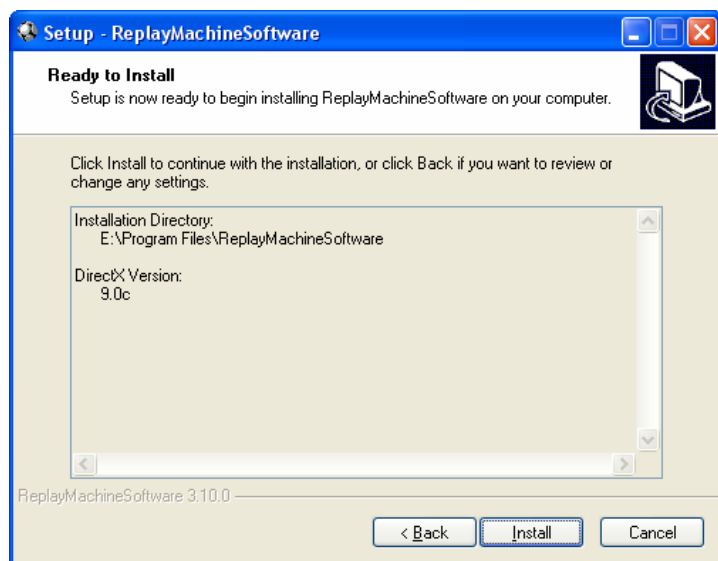 Setup - ReplayMachineSoftware
Ready to Install
Setup is now ready to begin installing ReplayMachineSoftware on your computer.
Click Install to continue with the installation, or click Back if you want to review or
change any settings.
Installation Directory:
E:\Program Files\ReplayMachineSoftware
DirectX Version:
9.0c
ReplayMachineSoftware 3.10.0
< Back
Install
Cancel